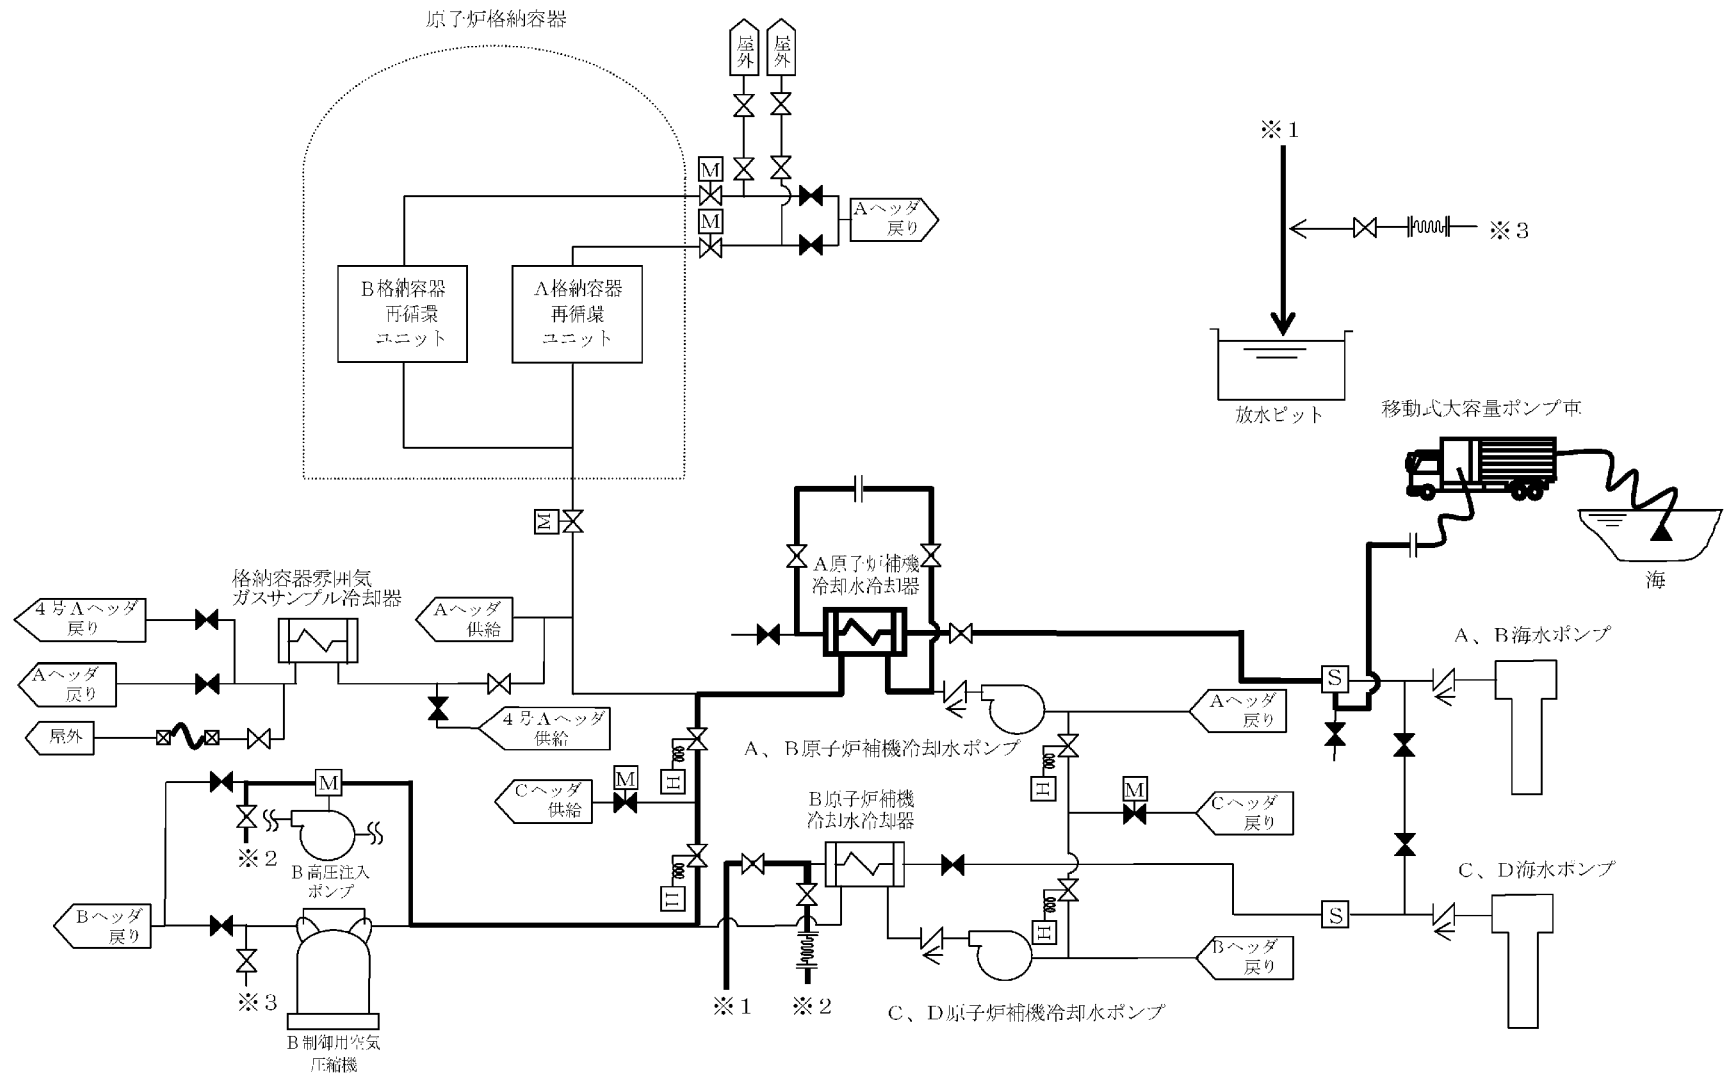 原子炉格納容器
屋外
屋外
※1
M
M
Aヘッダ
戻り
※3
B格納容器
再循環
ユニット
A格納容器
再循環
ユニット
放水ピット
移動式大容量ポンプ車
海
M
A原子炉補機
冷却水冷却器
格納容器雰囲気
ガスサンプル冷却器
4号Aヘッダ
戻り
Aヘッダ
供給
A、B海水ポンプ
S
Aヘッダ
戻り
4号Aヘッダ
供給
屋外
Aヘッダ
戻り
A、B原子炉補機冷却水ポンプ
H
H
M
M
Cヘッダ
供給
M
B原子炉補機
冷却水冷却器
Cヘッダ
戻り
※2
B高圧注入
ポンプ
C、D海水ポンプ
H
H
S
Bヘッダ
戻り
Bヘッダ
戻り
※3
※1
※2
C、D原子炉補機冷却水ポンプ
B制御用空気
圧縮機